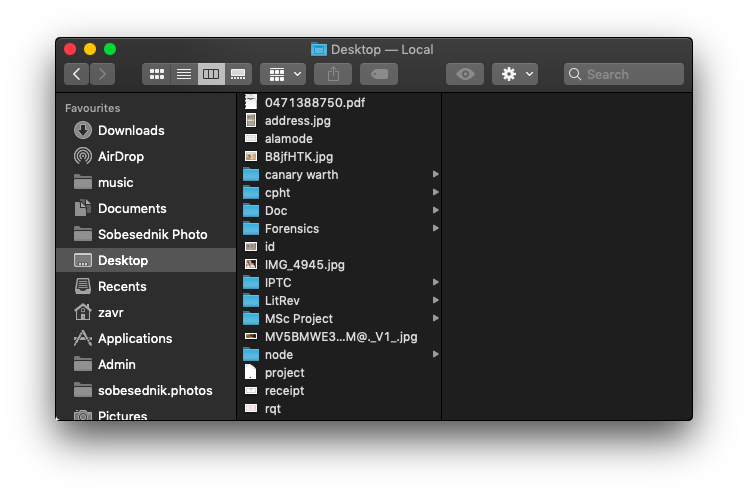 Desktop — Local
Search
Favourites
Downloads
AirDrop
music
Documents
Sobesednik Photo
Desktop
Recents
zavr
Applications
Admin
sobesednik.photos
Pictures
0471388750.pdf
address.jpg
alamode
B8jfHTK.jpg
canary warth
cpht
Doc
Forensics
id
IMG_4945.jpg
IPTC
LitRev
MSc Project
MV5BMWE3...M@._V1_.jpg
node
project
receipt
rqt